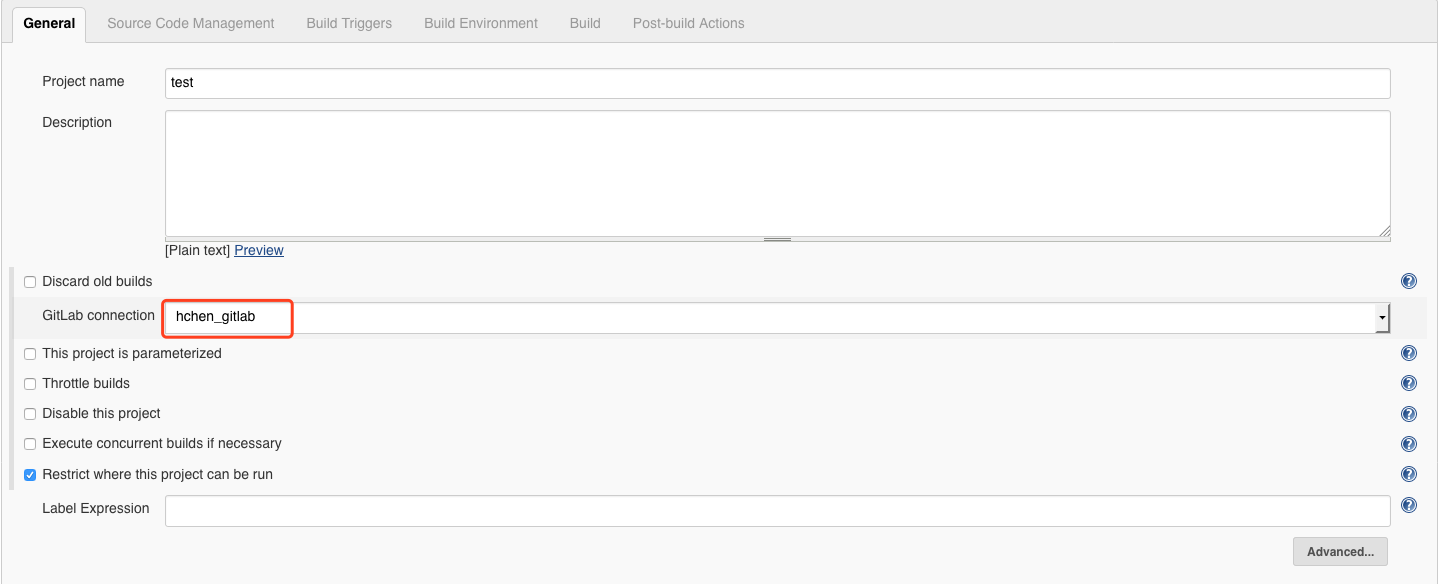 General Source Code Management Build Triggers Build Environment Build Post-build Actions
Project name test
Description
[Plain text] Preview
Discard old builds
GitLab connection hchen_gitlab
This project is parameterized
Throttle builds
Disable this project
Execute concurrent builds if necessary
Restrict where this project can be run
Label Expression
Advanced...